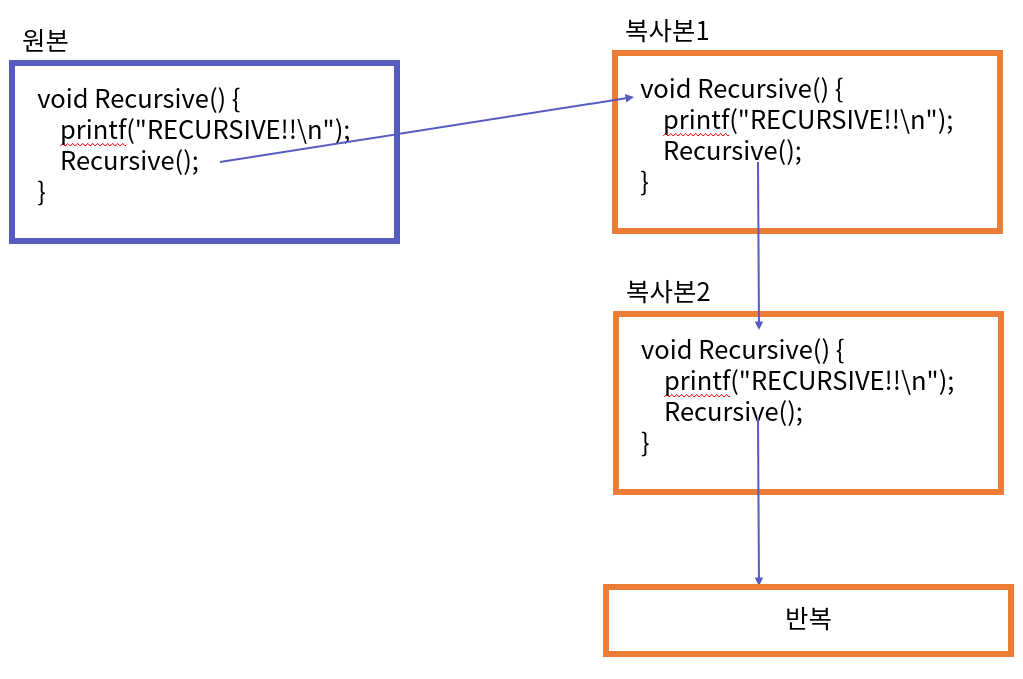 원본
void Recursive() {
printf("RECURSIVE!!\n");
Recursive();
}
복사본1
void Recursive() {
printf("RECURSIVE!!\n");
Recursive();
}
복사본2
void Recursive() {
printf("RECURSIVE!!\n");
Recursive();
}
반복